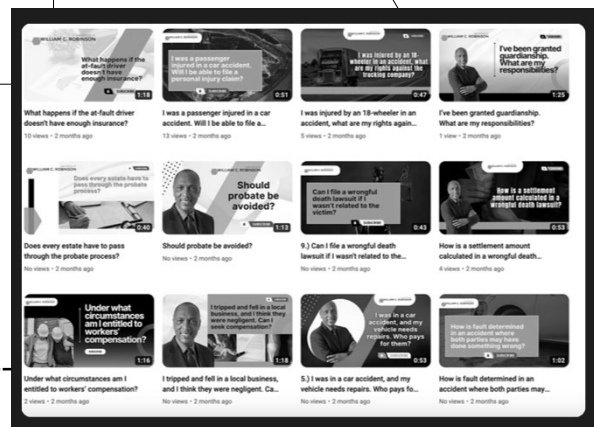 WILLIAM C. ROBINSON
What happens if the at-fault driver doesn't have enough insurance?
SUBSCRIBE
1:18
I was a passenger injured in a car accident. Will I be able to file a personal injury claim?
0:51
I was injured by an 18-wheeler in an accident, what are my rights against the trucking company?
0:47
I've been granted guardianship. What are my responsibilities?
1:25
What happens if the at-fault driver
doesn't have enough insurance?
10 views • 2 months ago
I was a passenger injured in a car
accident. Will I be able to file a...
13 views • 2 months ago
I was injured by an 18-wheeler in an
accident, what are my rights again...
5 views • 2 months ago
I've been granted guardianship.
What are my responsibilities?
1 view • 2 months ago
Does every estate have to pass through the probate process?
0:40
Should probate be avoided?
SUBSCRIBE
1:13
Can I file a wrongful death lawsuit if I wasn't related to the victim?
SUBSCRIBE
0:43
How is a settlement amount calculated in a wrongful death lawsuit?
0:53
Does every estate have to pass
through the probate process?
No views • 2 months ago
Should probate be avoided?
No views • 2 months ago
9.) Can I file a wrongful death
lawsuit if I wasn't related to the...
No views • 2 months ago
How is a settlement amount
calculated in a wrongful death...
4 views • 2 months ago
Under what circumstances am I entitled to workers' compensation?
1:16
I tripped and fell in a local business, and I think they were negligent. Can I seek compensation?
1:18
I was in a car accident, and my vehicle needs repairs. Who pays for them?
0:53
How is fault determined in an accident where both parties may have done something wrong?
1:02
Under what circumstances am I
entitled to workers' compensation?
2 views • 2 months ago
I tripped and fell in a local business,
and I think they were negligent. Ca...
No views • 2 months ago
5.) I was in a car accident, and my
vehicle needs repairs. Who pays fo...
No views • 2 months ago
How is fault determined in an
accident where both parties may...
No views • 2 months ago